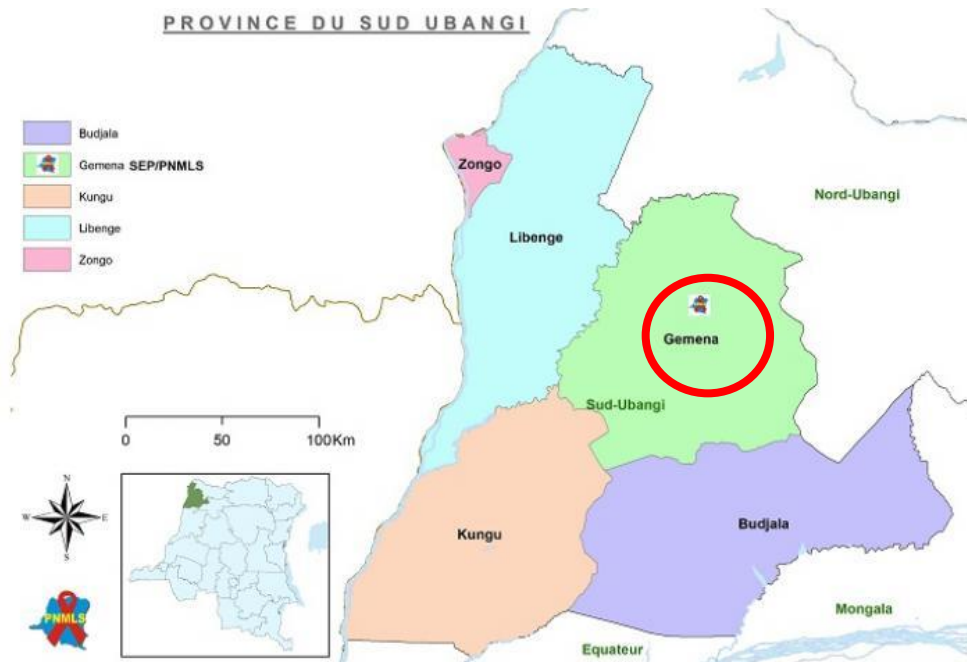 PROVINCE DU SUD UBANGI
Budjala
Gemena SEP/PNMLS
Kungu
Libenge
Zongo
Zongo
Libenge
Nord-Ubangi
Gemena
Sud-Ubangi
0 50 100Km
Kungu
Budjala
Mongala
Equateur
N
W E
S
PNMLS